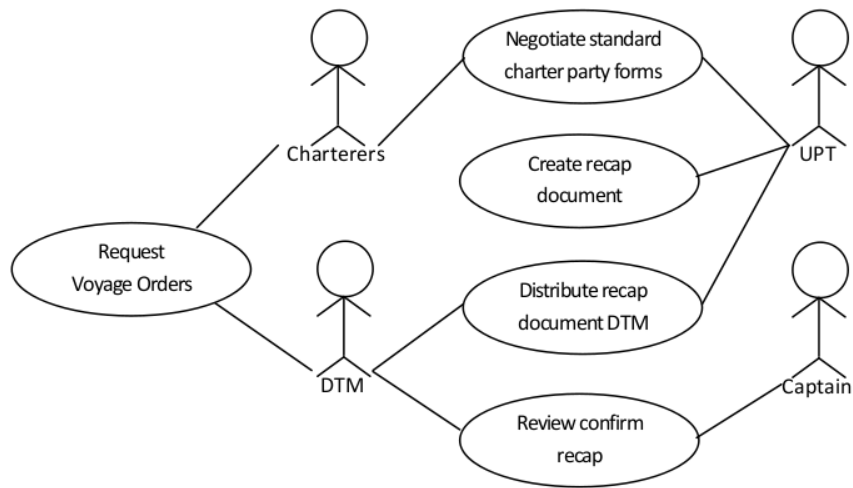 Negotiate standard
charter party forms
Charterers
UPT
Create recap
document
Request
Voyage Orders
Distribute recap
document DTM
DTM
Captain
Review confirm
recap